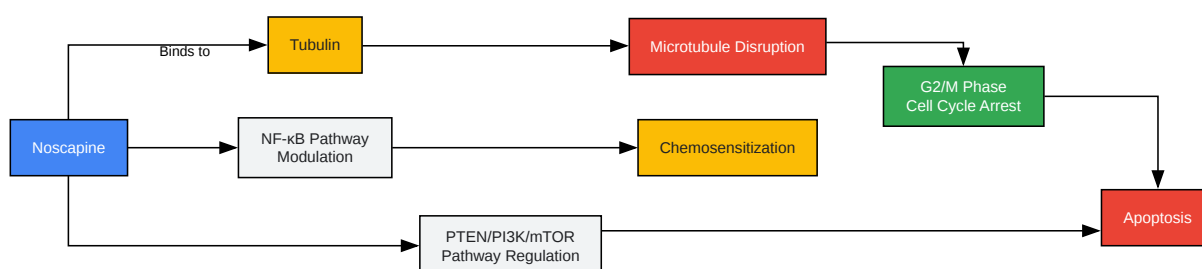 Tubulin
Microtubule Disruption
Binds to
G2/M Phase
Cell Cycle Arrest
Noscapine
NF-κB Pathway
Modulation
Chemosensitization
PTEN/PI3K/mTOR
Pathway Regulation
Apoptosis